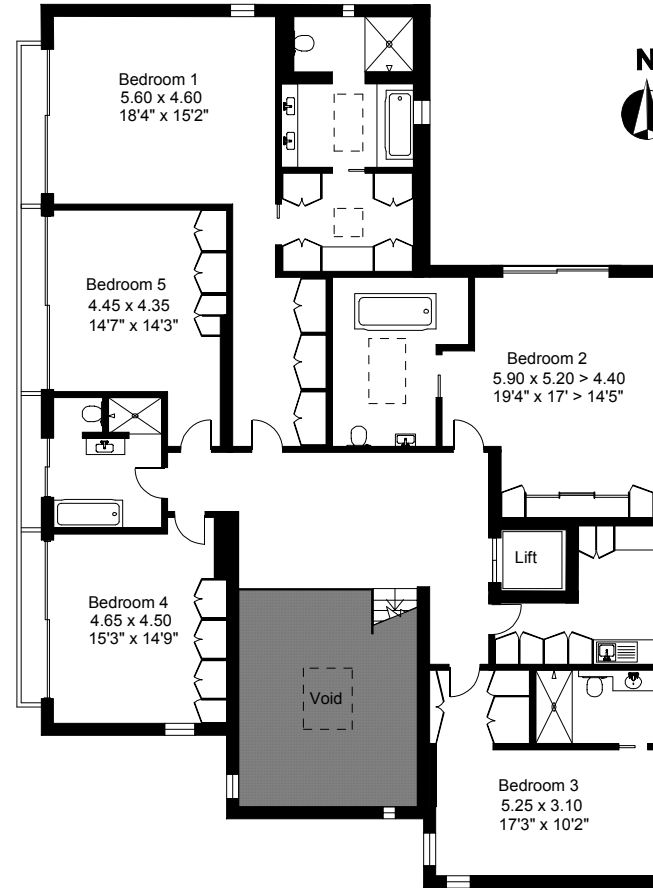 N
Bedroom 1
5.60 x 4.60
18'4" x 15'2"
Bedroom 5
4.45 x 4.35
14'7" x 14'3"
Bedroom 2
5.90 x 5.20 > 4.40
19'4" x 17' > 14'5"
Lift
Bedroom 4
4.65 x 4.50
15'3" x 14'9"
Void
Bedroom 3
5.25 x 3.10
17'3" x 10'2"